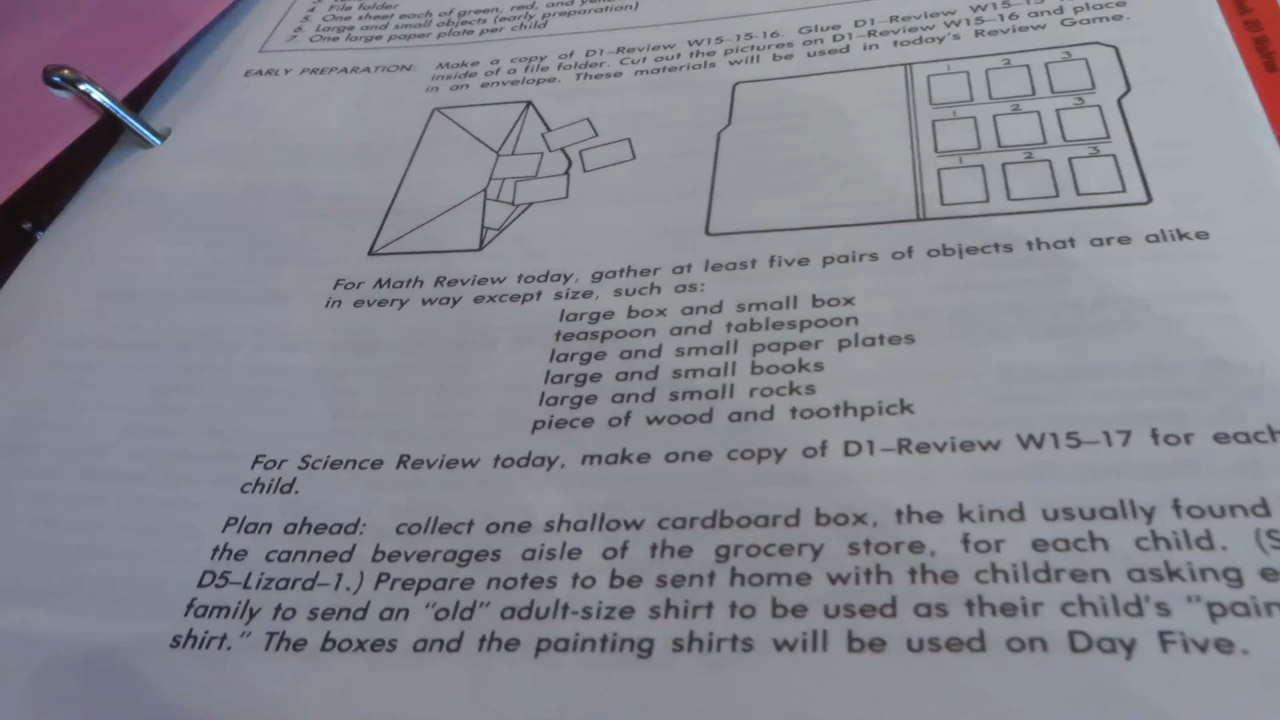 4. File folder
5. One sheet each of green, red, and
6. Large and small objects (early preparation)
7. One large paper plate per child
EARLY PREPARATION: Make a copy of D1-Review W15-15-16. Glue D1-Review
inside of a file folder. Cut out the pictures on D1-Review W15-16 and place
in an envelope. These materials will be used in today's Review Game.
1 2 3
1 2 3
1 2 3
For Math Review today, gather at least five pairs of objects that are alike
in every way except size, such as:
large box and small box
teaspoon and tablespoon
large and small paper plates
large and small books
large and small rocks
piece of wood and toothpick
For Science Review today, make one copy of D1-Review W15-17 for each
child.
Plan ahead: collect one shallow cardboard box, the kind usually found
the canned beverages aisle of the grocery store, for each child.
D5-Lizard-1.) Prepare notes to be sent home with the children asking
family to send an "old" adult-size shirt to be used as their child's
shirt." The boxes and the painting shirts will be used on Day Five.